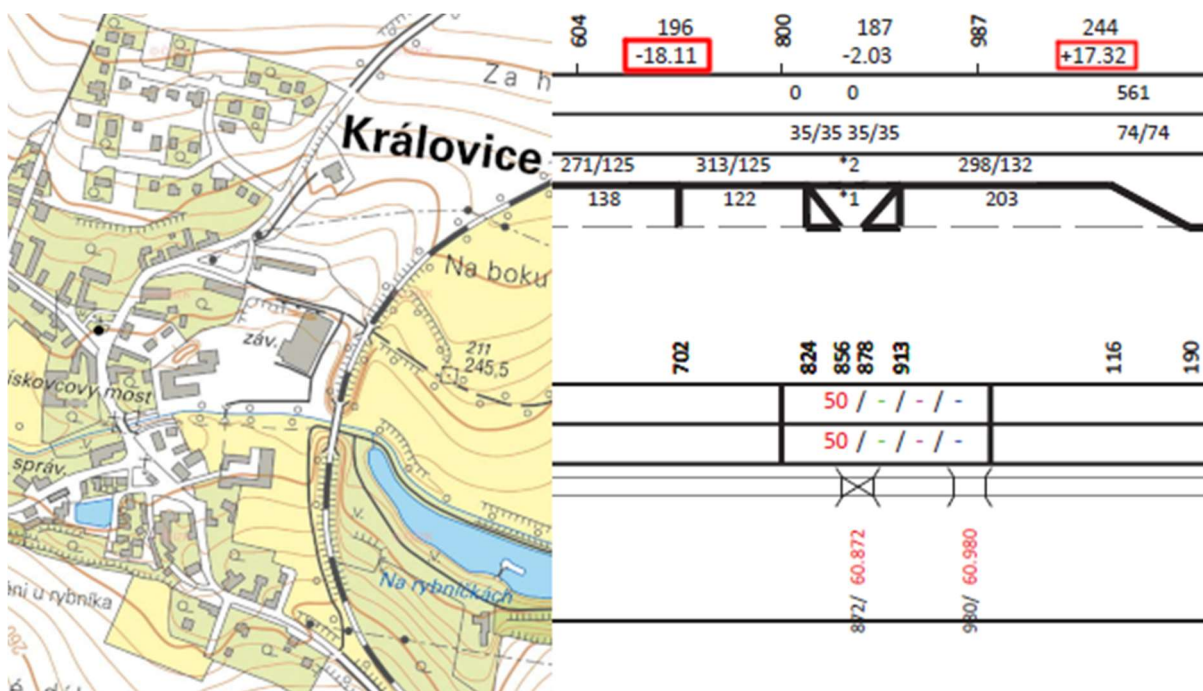 Za h
Královice
Na boku
záv.
211
245,5
ískovcový most
správ.
Na rybníčkách
ní u rybníka
260
604
196
800
187
987
244
-18.11
-2.03
+17.32
0 0 561
35/35 35/35 74/74
271/125 313/125 *2 298/132
138 122 *1 203
702 824 856 878 913 116 190
50 / - / - / -
50 / - / - / -
872/ 60.872
980/ 60.980